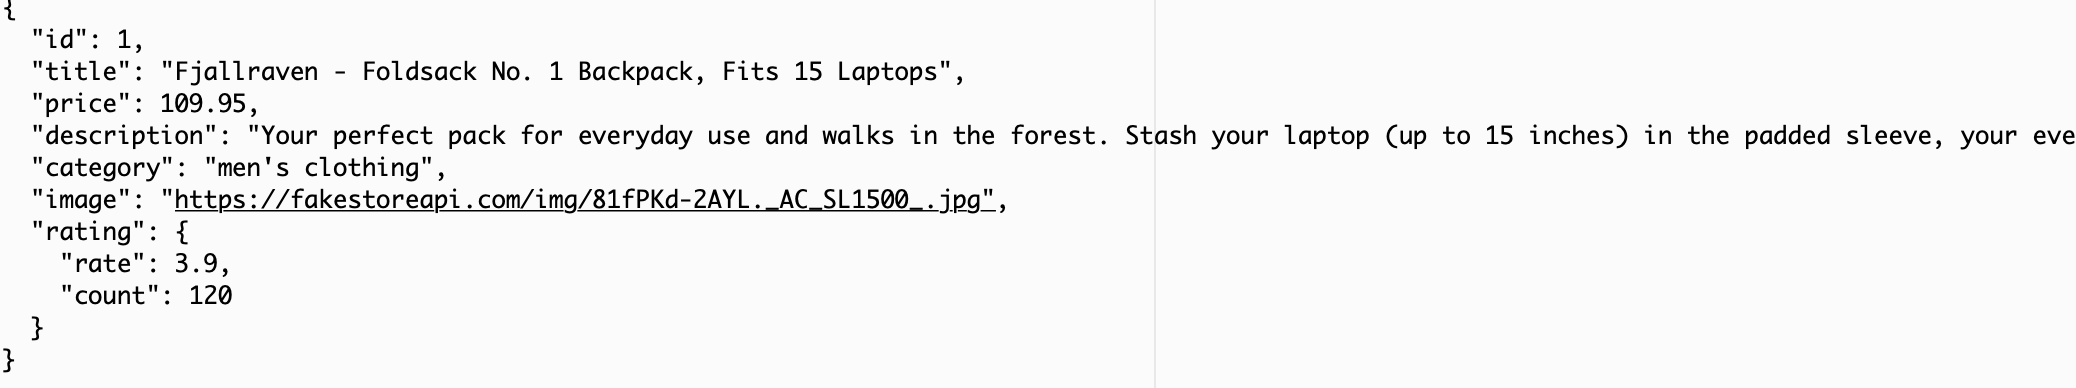 {
  "id": 1,
  "title": "Fjallraven - Foldsack No. 1 Backpack, Fits 15 Laptops",
  "price": 109.95,
  "description": "Your perfect pack for everyday use and walks in the forest. Stash your laptop (up to 15 inches) in the padded sleeve, your eve
  "category": "men's clothing",
  "image": "https://fakestoreapi.com/img/81fPKd-2AYL._AC_SL1500_.jpg",
  "rating": {
    "rate": 3.9,
    "count": 120
  }
}